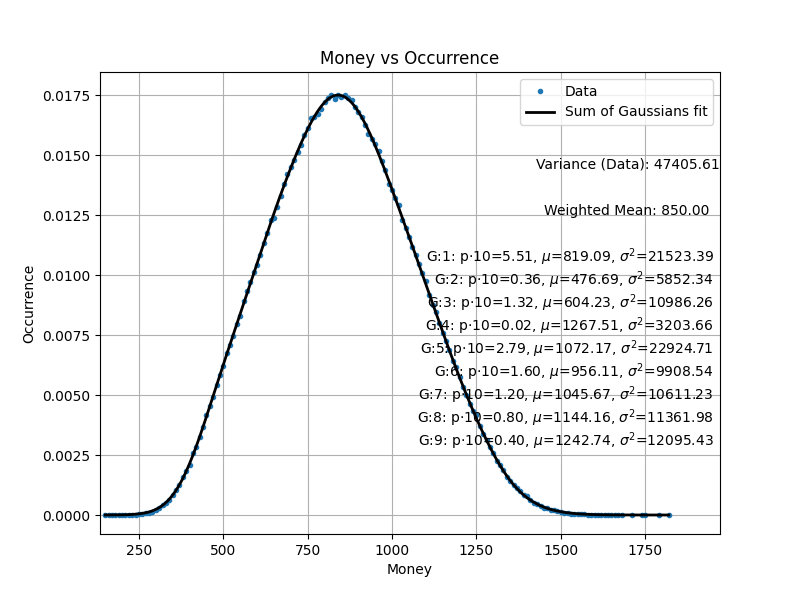 Money vs Occurrence
Data
Sum of Gaussians fit
Variance (Data): 47405.61
Weighted Mean: 850.00
G:1: p·10=5.51, μ=819.09, σ²=21523.39
G:2: p·10=0.36, μ=476.69, σ²=5852.34
G:3: p·10=1.32, μ=604.23, σ²=10986.26
G:4: p·10=0.02, μ=1267.51, σ²=3203.66
G:5: p·10=2.79, μ=1072.17, σ²=22924.71
G:6: p·10=1.60, μ=956.11, σ²=9908.54
G:7: p·10=1.20, μ=1045.67, σ²=10611.23
G:8: p·10=0.80, μ=1144.16, σ²=11361.98
G:9: p·10=0.40, μ=1242.74, σ²=12095.43
Occurrence
0.0175
0.0150
0.0125
0.0100
0.0075
0.0050
0.0025
0.0000
250 500 750 1000 1250 1500 1750
Money